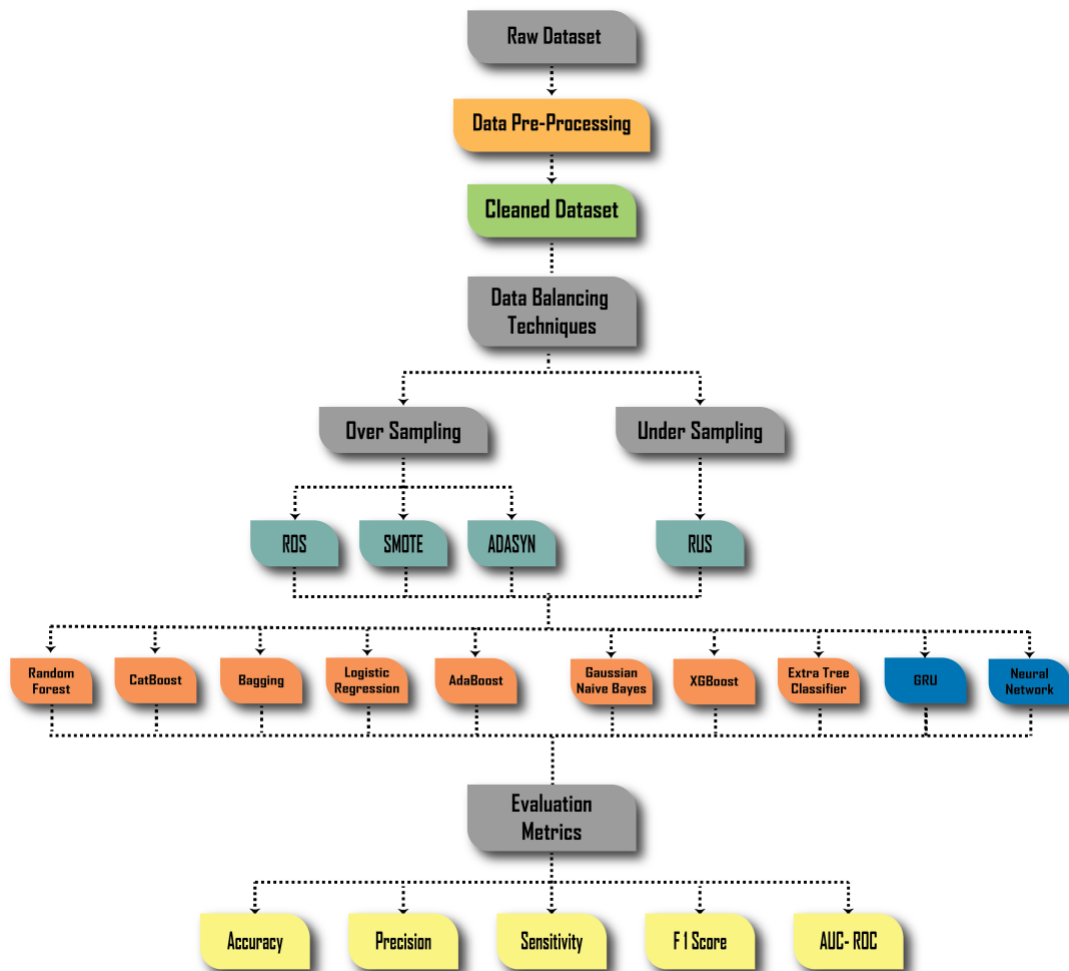 Raw Dataset
Data Pre-Processing
Cleaned Dataset
Data Balancing
Techniques
Over Sampling
Under Sampling
ROS
SMOTE
ADASYN
RUS
Random
Forest
CatBoost
Bagging
Logistic
Regression
AdaBoost
Gaussian
Naive Bayes
XGBoost
Extra Tree
Classifier
GRU
Neural
Network
Evaluation
Metrics
Accuracy
Precision
Sensitivity
F 1 Score
AUC- ROC